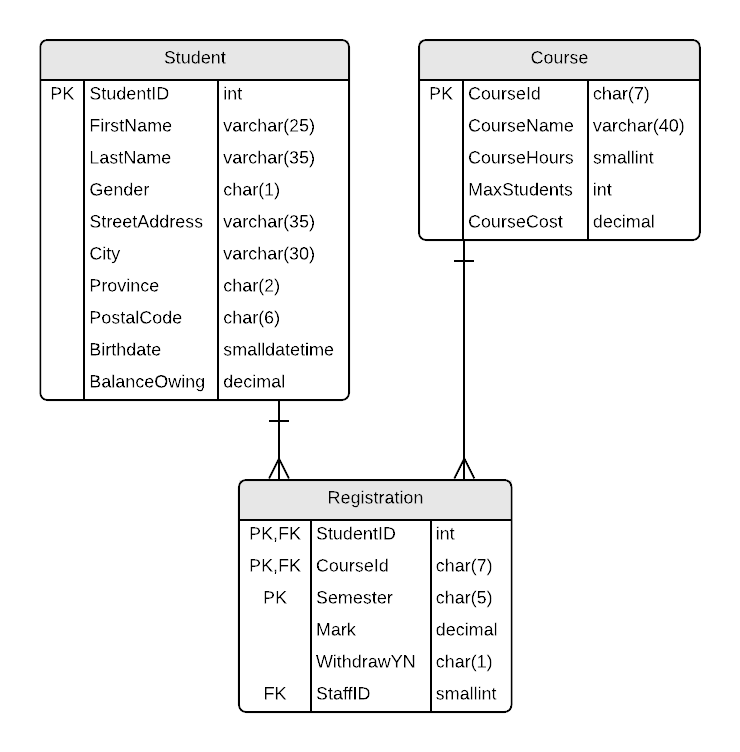 Student
PK StudentID int
FirstName varchar(25)
LastName varchar(35)
Gender char(1)
StreetAddress varchar(35)
City varchar(30)
Province char(2)
PostalCode char(6)
Birthdate smalldatetime
BalanceOwing decimal
Course
PK CourseId char(7)
CourseName varchar(40)
CourseHours smallint
MaxStudents int
CourseCost decimal
Registration
PK,FK StudentID int
PK,FK CourseId char(7)
PK Semester char(5)
Mark decimal
WithdrawYN char(1)
FK StaffID smallint